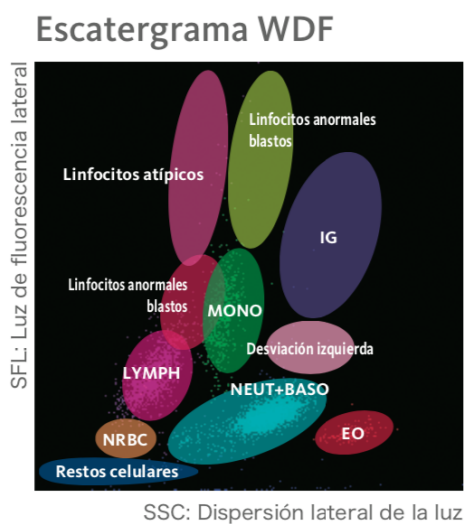 Escatergrama WDF
SFL: Luz de fluorescencia lateral
Linfocitos anormales
blastos
Linfocitos atípicos
IG
Linfocitos anormales
blastos
MONO
Desviación izquierda
LYMPH
NEUT+BASO
NRBC
EO
Restos celulares
SSC: Dispersión lateral de la luz